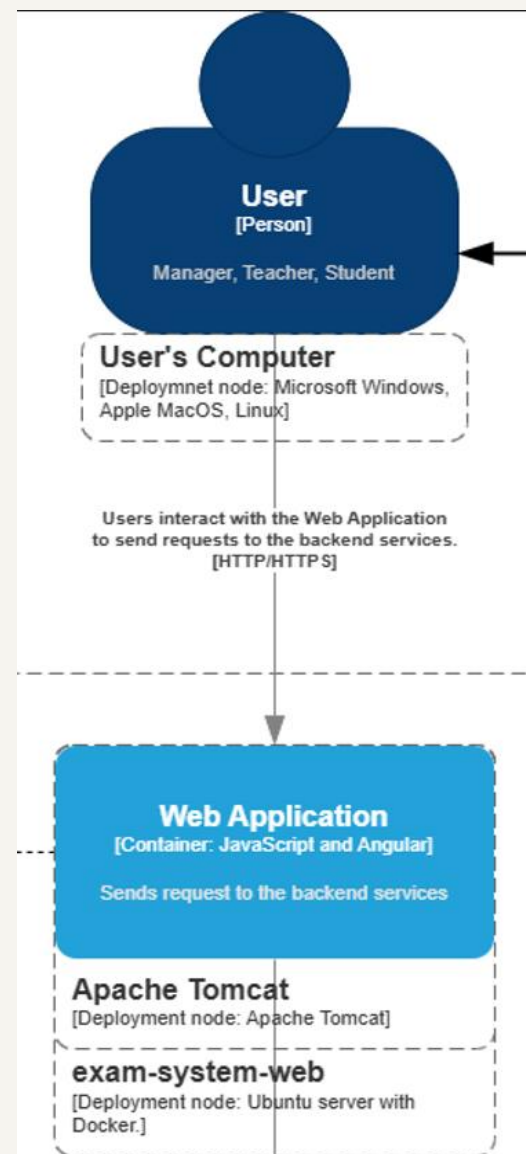 User
[Person]
Manager, Teacher, Student
User's Computer
[Deploymnet node: Microsoft Windows,
Apple MacOS, Linux]
Users interact with the Web Application
to send requests to the backend services.
[HTTP/HTTPS]
Web Application
[Container: JavaScript and Angular]
Sends request to the backend services
Apache Tomcat
[Deployment node: Apache Tomcat]
exam-system-web
[Deployment node: Ubuntu server with
Docker.]